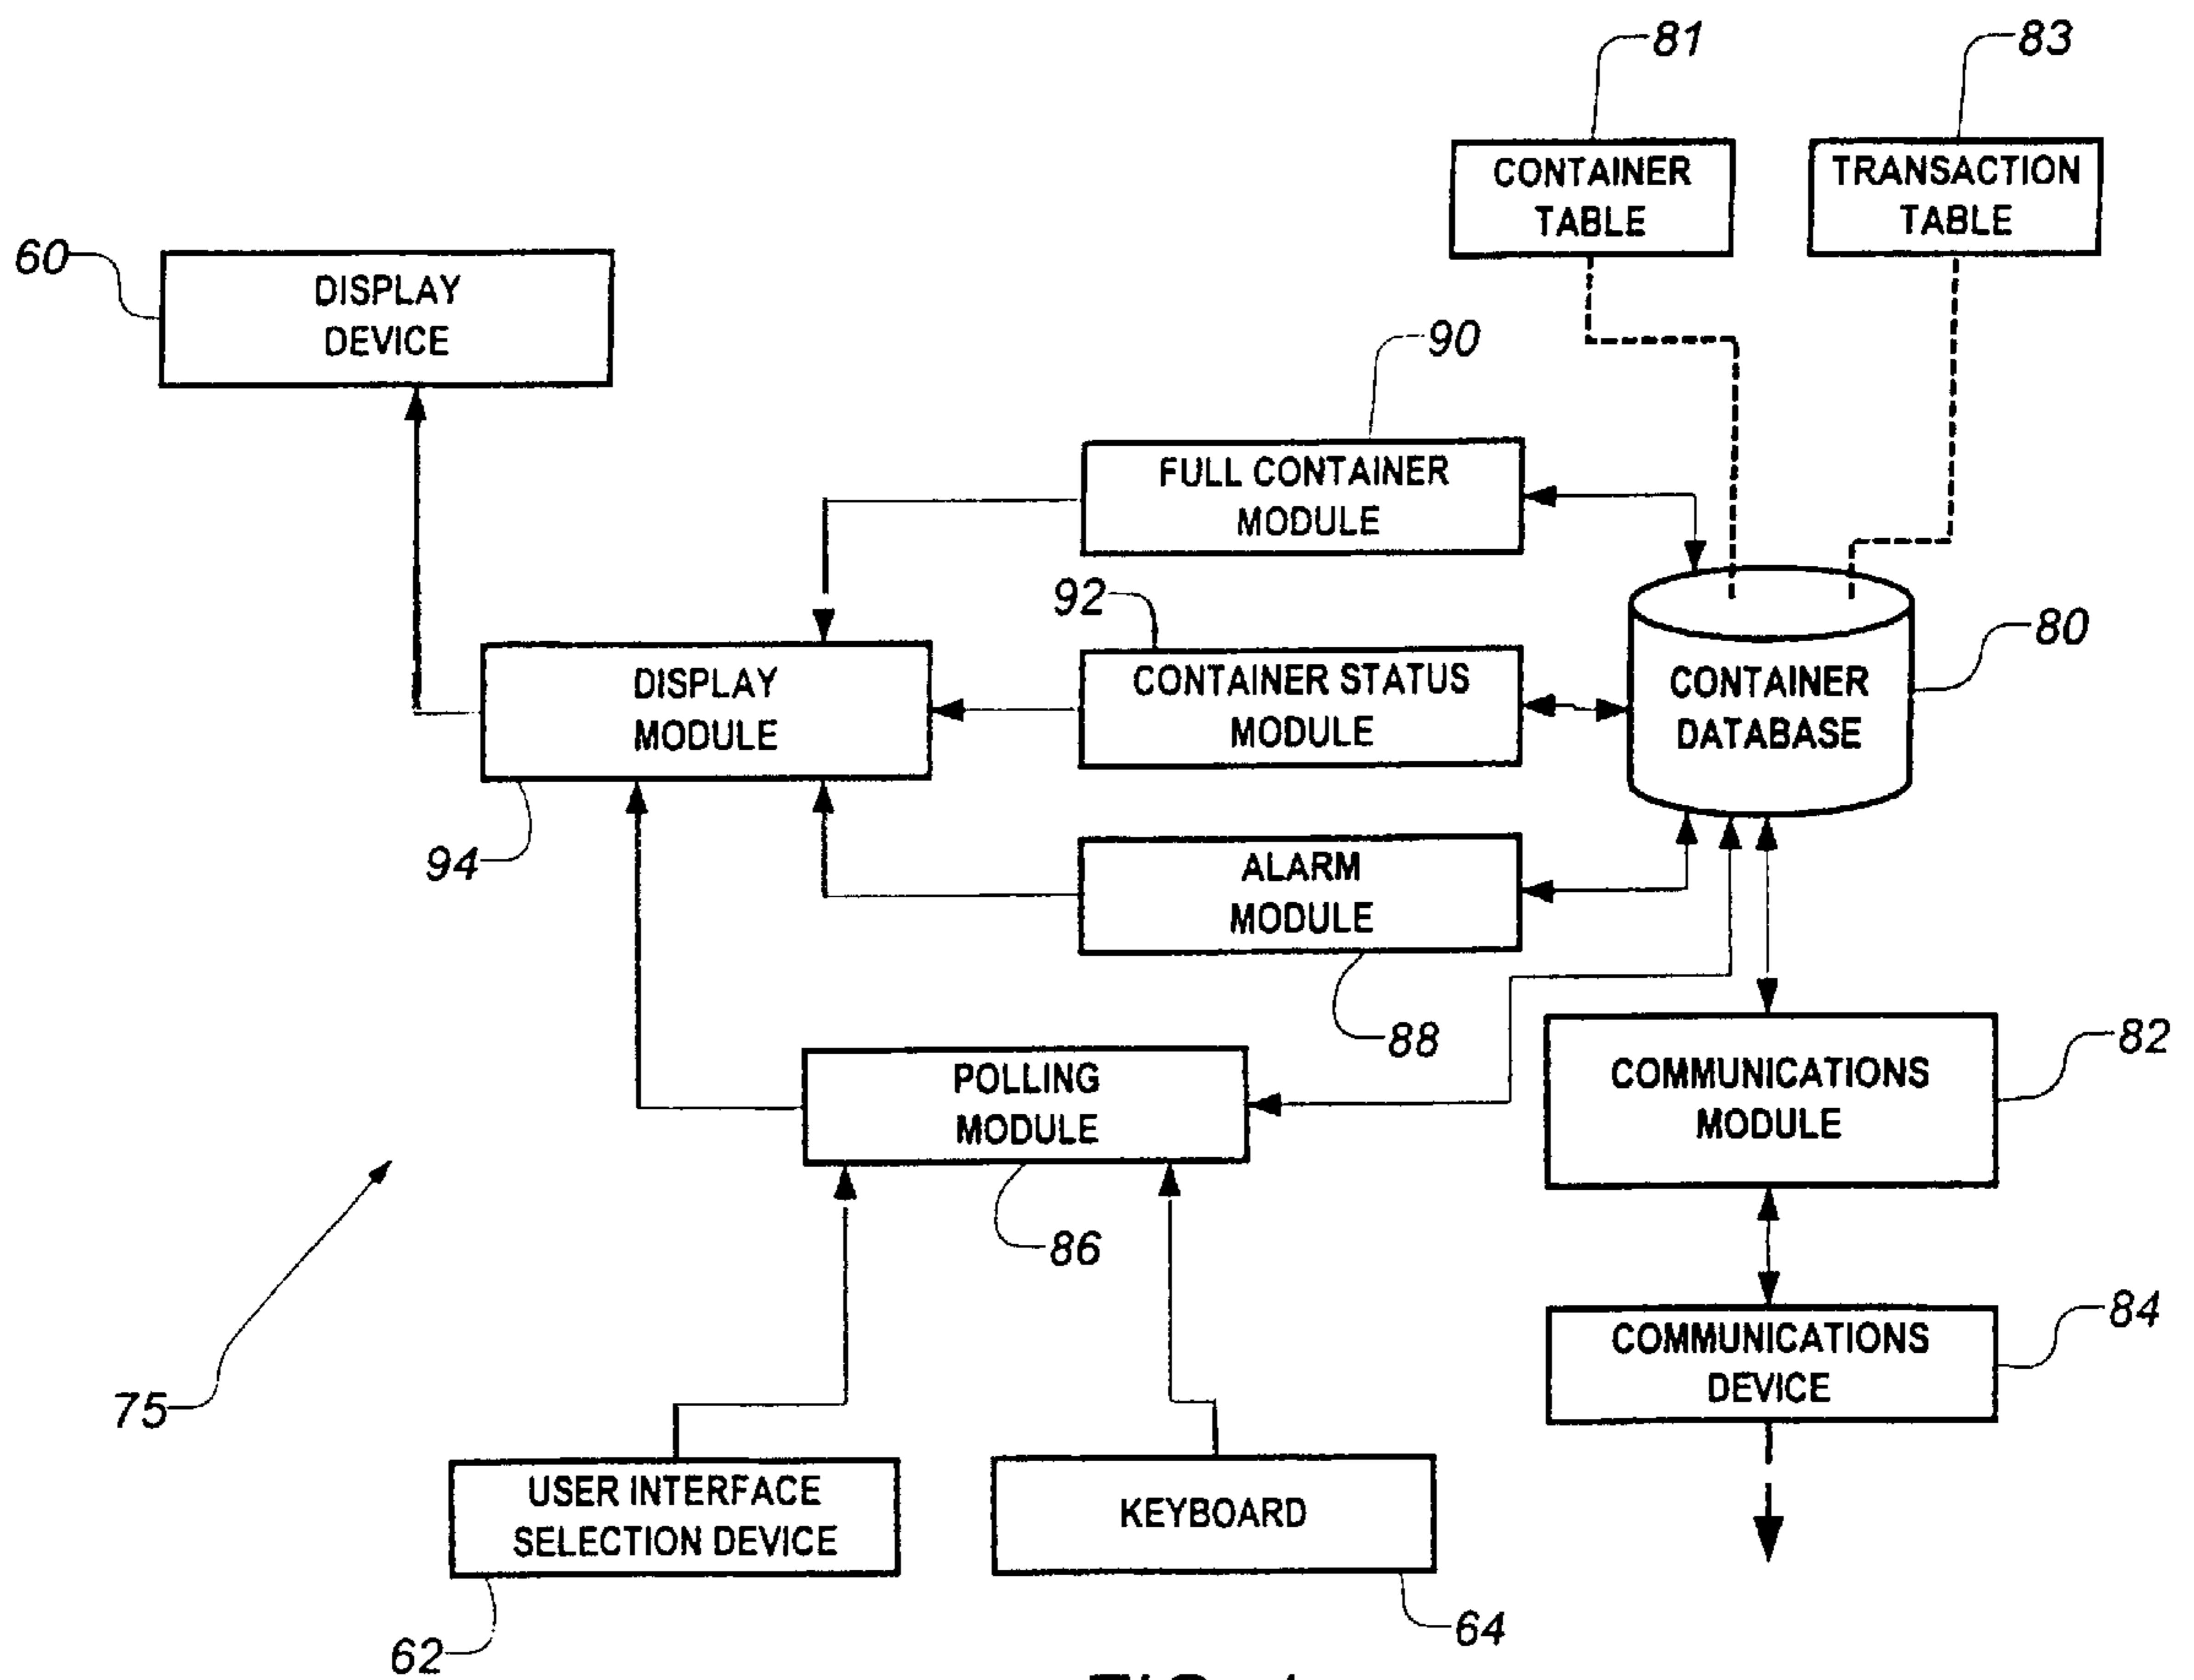 81
83
CONTAINER
TABLE
TRANSACTION
TABLE
60
DISPLAY
DEVICE
90
FULL CONTAINER
MODULE
92
80
DISPLAY
MODULE
CONTAINER STATUS
MODULE
CONTAINER
DATABASE
94
ALARM
MODULE
88
82
POLLING
MODULE
COMMUNICATIONS
MODULE
86
84
COMMUNICATIONS
DEVICE
75
USER INTERFACE
SELECTION DEVICE
KEYBOARD
62
64